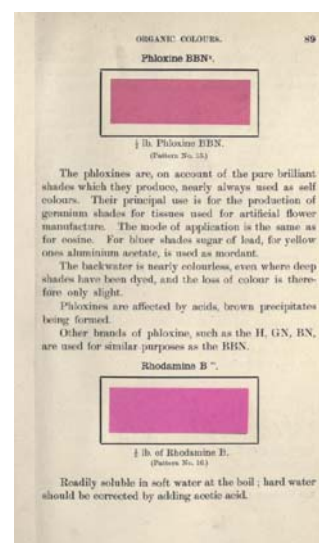 ORGANIC COLOURS. 89
Phloxine BBN
½ lb. Phloxine BBN.
(Pattern No. 15.)
The phloxines are, on account of the pure brilliant
shades which they produce, nearly always used as self
colours. Their principal use is for the production of
geranium shades for tissues used for artificial flower
manufacture. The mode of application is the same as
for eosine. For bluer shades sugar of lead, for yellow
ones aluminium acetate, is used as mordant.
The backwater is nearly colourless, even where deep
shades have been dyed, and the loss of colour is there-
fore only slight.
Phloxines are affected by acids, brown precipitates
being formed.
Other brands of phloxine, such as the H, GN, BN,
are used for similar purposes as the BBN.
Rhodamine B
lb. of Rhodamine B.
(Pattern No. 16.)
Readily soluble in soft water at the boil ; hard water
should be corrected by adding acetic acid.